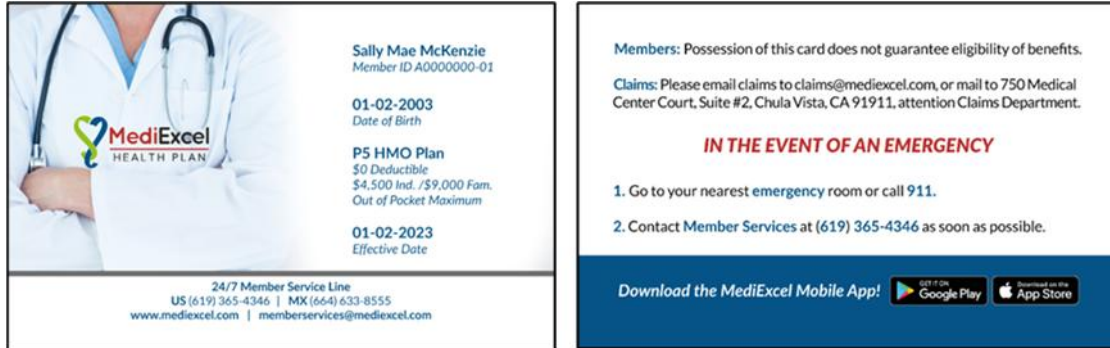 MediExcel
HEALTH PLAN
Sally Mae McKenzie
Member ID A0000000-01
01-02-2003
Date of Birth
P5 HMO Plan
$0 Deductible
$4,500 Ind. /$9,000 Fam.
Out of Pocket Maximum
01-02-2023
Effective Date
24/7 Member Service Line
US (619) 365-4346 | MX (664) 633-8555
www.mediexcel.com | memberservices@mediexcel.com
Members: Possession of this card does not guarantee eligibility of benefits.
Claims: Please email claims to claims@mediexcel.com, or mail to 750 Medical
Center Court, Suite #2, Chula Vista, CA 91911, attention Claims Department.
IN THE EVENT OF AN EMERGENCY
1. Go to your nearest emergency room or call 911.
2. Contact Member Services at (619) 365-4346 as soon as possible.
Download the MediExcel Mobile App!
GET IT ON
Google Play
Download on the
App Store